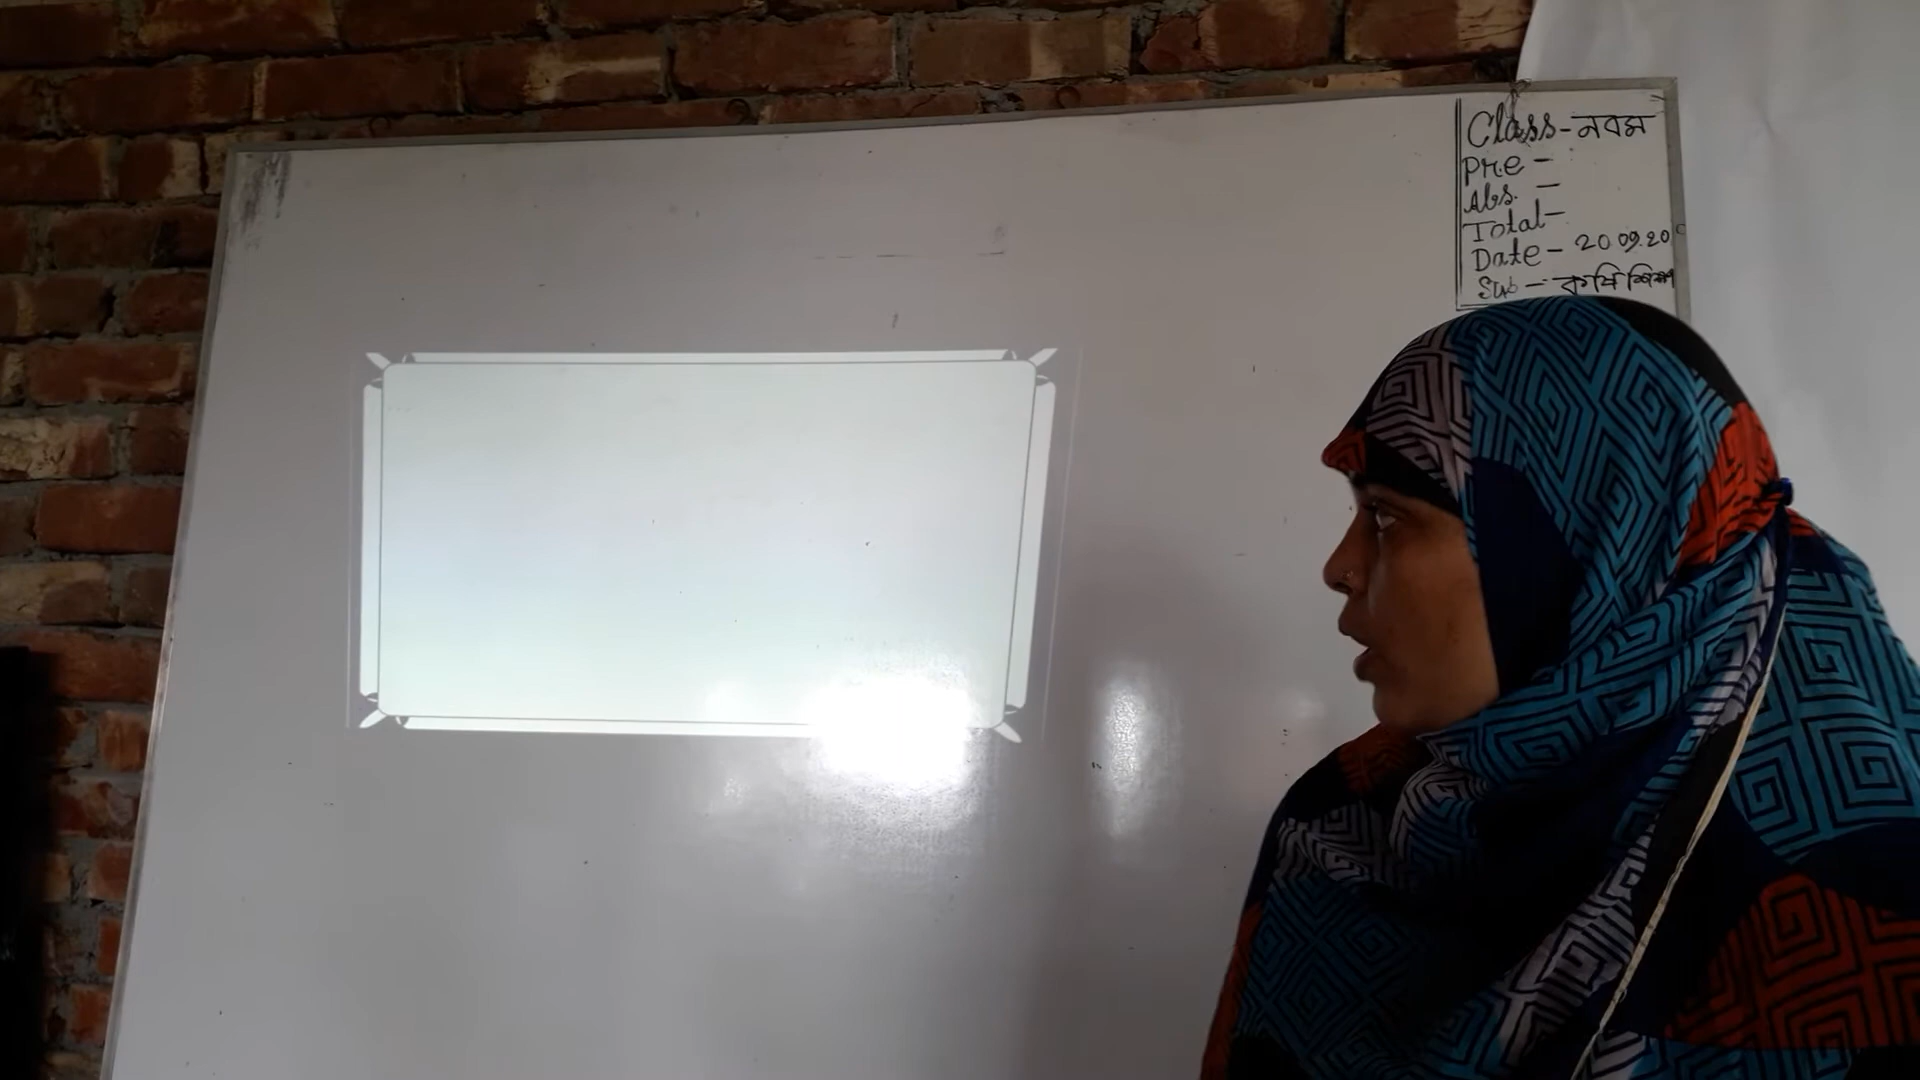 Class-নবম
Pre -
Abs. -
Total-
Date - 20.09.20
Sub - কৃষি শিক্ষা